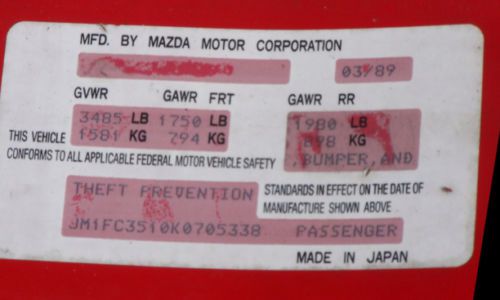 MFD. BY MAZDA MOTOR CORPORATION
03/89
GVWR GAWR FRT GAWR RR
3485 LB 1750 LB 1980 LB
THIS VEHICLE 1581 KG 794 KG 898 KG
CONFORMS TO ALL APPLICABLE FEDERAL MOTOR VEHICLE SAFETY ,BUMPER,AND
THEFT PREVENTION STANDARDS IN EFFECT ON THE DATE OF
MANUFACTURE SHOWN ABOVE
JM1FC3510K0705338 PASSENGER
MADE IN JAPAN